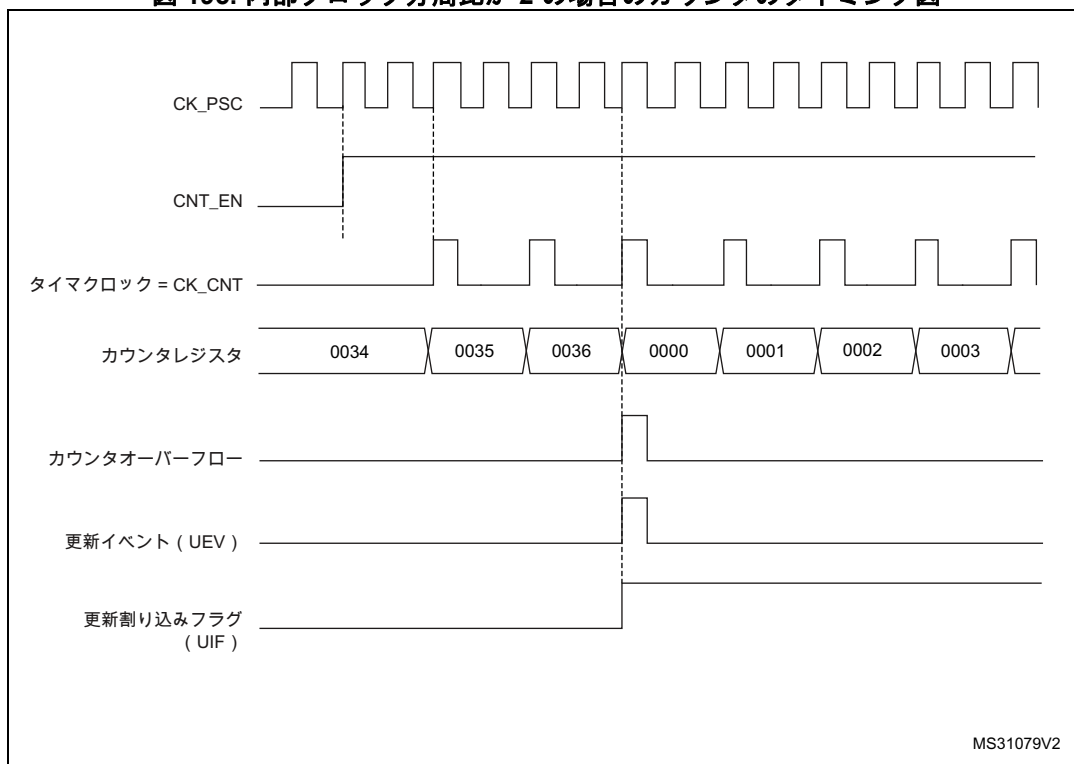 図 198. 内部クロック分周比が 2 の場合のカウンタのタイミング図
CK_PSC
CNT_EN
タイマクロック = CK_CNT
カウンタレジスタ
0034 0035 0036 0000 0001 0002 0003
カウンタオーバーフロー
更新イベント ( UEV )
更新割り込みフラグ
( UIF )
MS31079V2